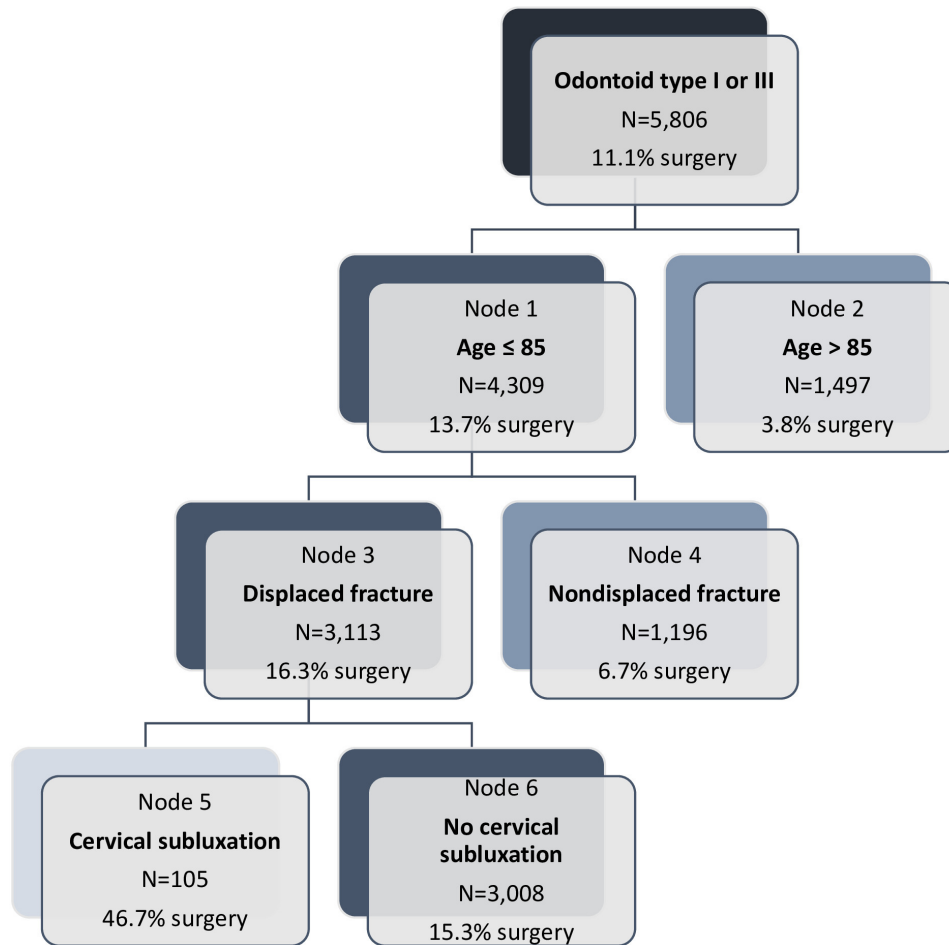 Odontoid type I or III
N=5,806
11.1% surgery
Node 1
Age ≤ 85
N=4,309
13.7% surgery
Node 2
Age > 85
N=1,497
3.8% surgery
Node 3
Displaced fracture
N=3,113
16.3% surgery
Node 4
Nondisplaced fracture
N=1,196
6.7% surgery
Node 5
Cervical subluxation
N=105
46.7% surgery
Node 6
No cervical
subluxation
N=3,008
15.3% surgery